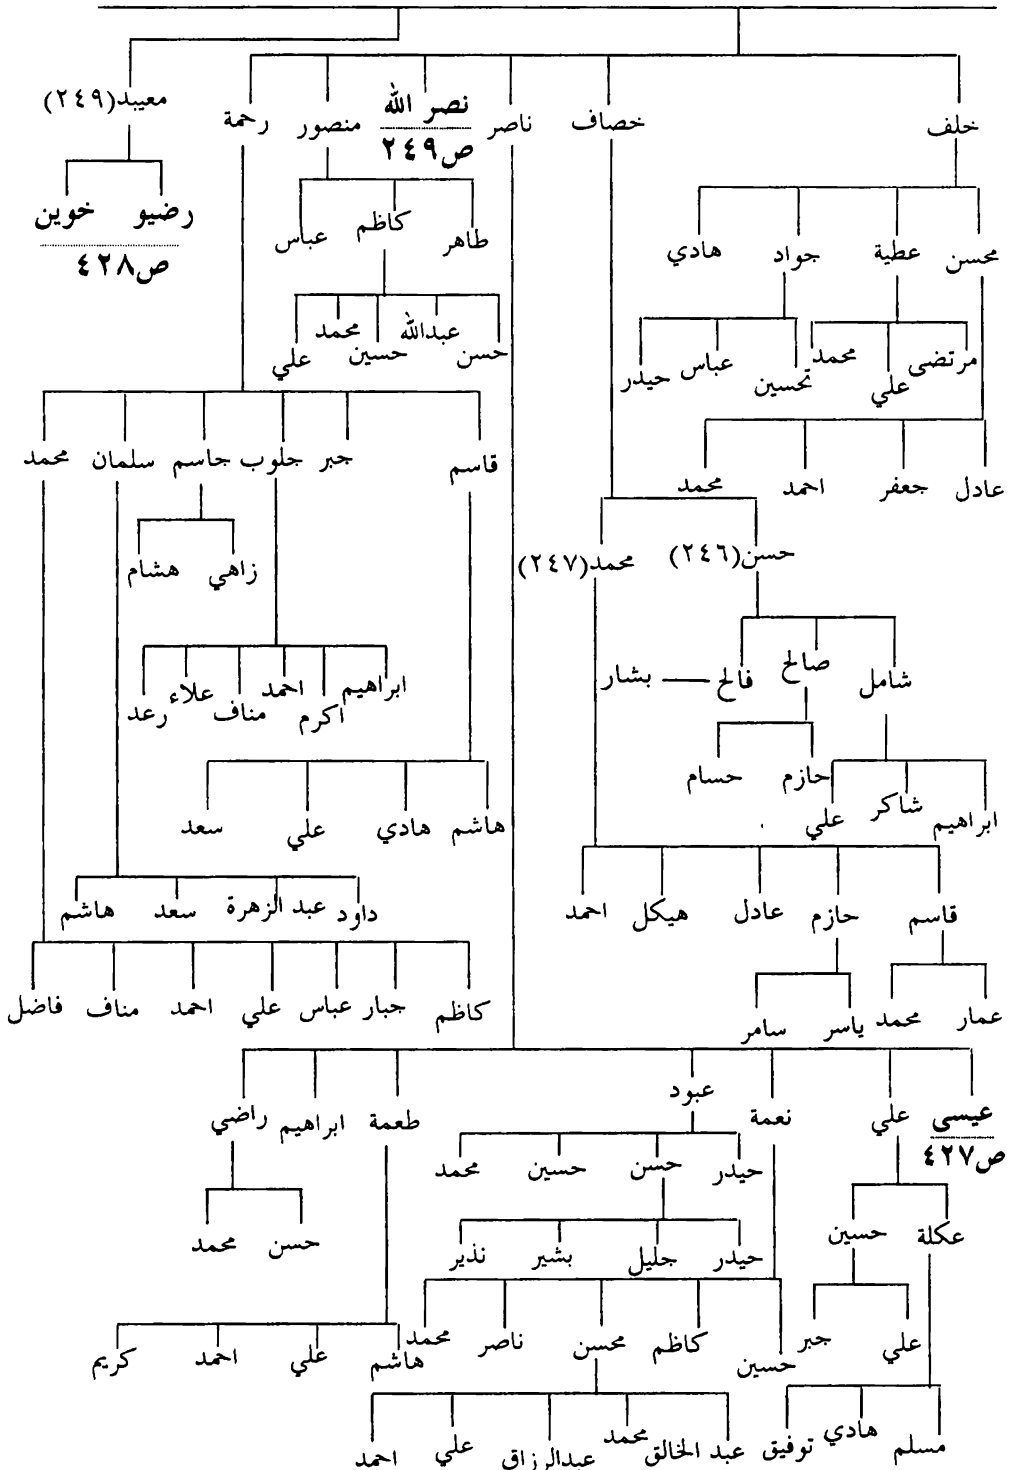 معيبد(٢٤٩)
رضيو خوين
ص٤٢٨
خلف خصاف ناصر نصر الله منصور رحمة
ص٢٤٩
طاهر كاظم عباس
حسن عبدالله حسين محمد علي
محسن عطية جواد هادي
مرتضى علي محمد تحسين عباس حيدر
عادل جعفر احمد محمد
قاسم جبر جلوب جاسم سلمان محمد
زاهي هشام
حسن(٢٤٦) محمد(٢٤٧)
شامل صالح فالح بشار
ابراهيم اكرم احمد مناف علاء رعد
حازم حسام
ابراهيم شاكر علي
هاشم هادي علي سعد
داود عبد الزهرة سعد هاشم
قاسم حازم عادل هيكل احمد
كاظم جبار عباس علي احمد مناف فاضل
عمار محمد ياسر سامر
عيسى علي نعمة عبود طعمة ابراهيم راضي
ص٤٢٧
حيدر حسن حسين محمد
حسن محمد
عكلة حسين
حيدر جليل بشير نذير
علي جبر
حسين كاظم محسن ناصر محمد
هاشم علي احمد كريم
مسلم هادي توفيق
عبد الخالق محمد عبدالرزاق علي احمد